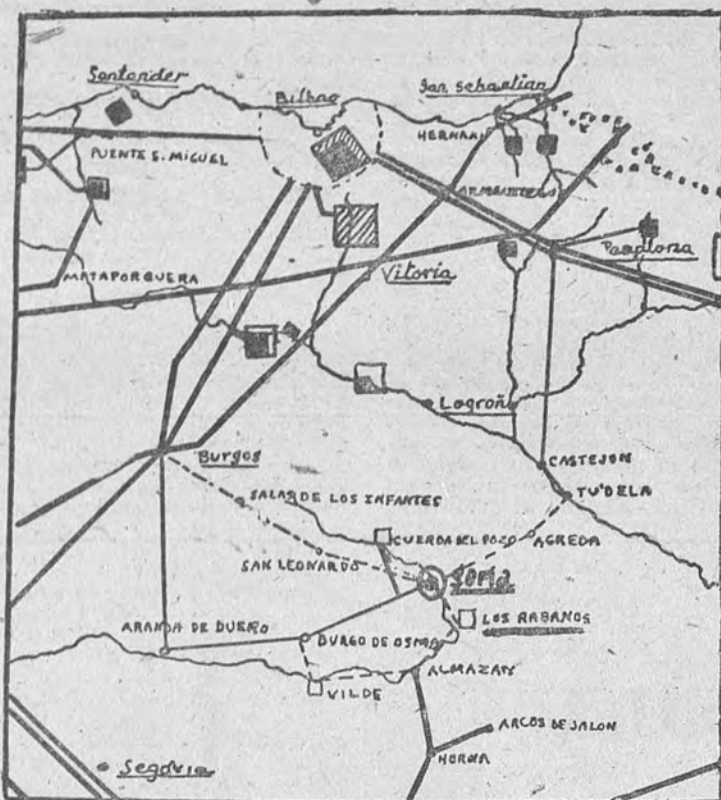 Santander
Bilbao
San Sebastian
HERNANI
PUENTE S. MIGUEL
Pamplona
MATAPORQUERA
Vitoria
Logroño
Burgos
CASTEJON
TUDELA
SALAS DE LOS INFANTES
CUERDA DEL POZO
AGREDA
SAN LEONARDO
Soria
LOS RABANOS
ARANDA DE DUERO
BURGO DE OSMA
ALMAZAN
VILDE
ARCOS DE JALON
HORNA
Segovia